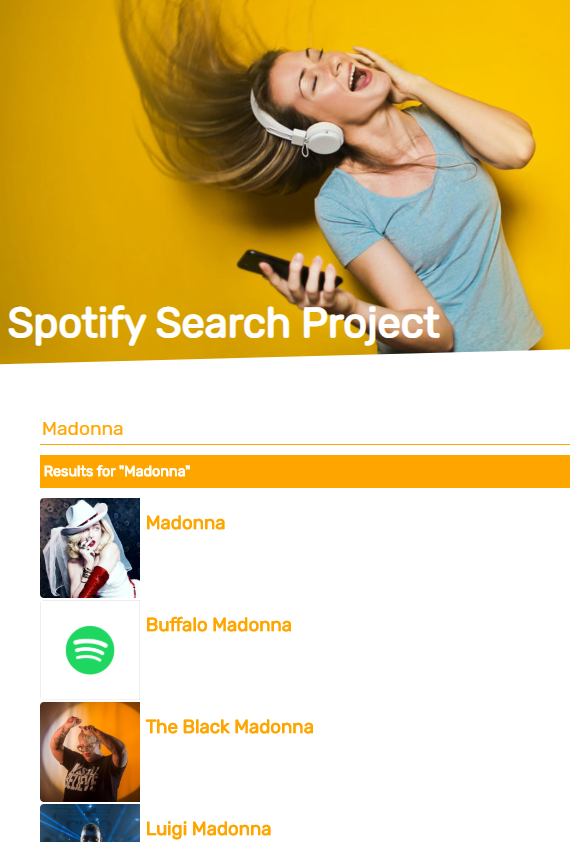 Spotify Search Project
Madonna
Results for "Madonna"
Madonna
Buffalo Madonna
The Black Madonna
Luigi Madonna